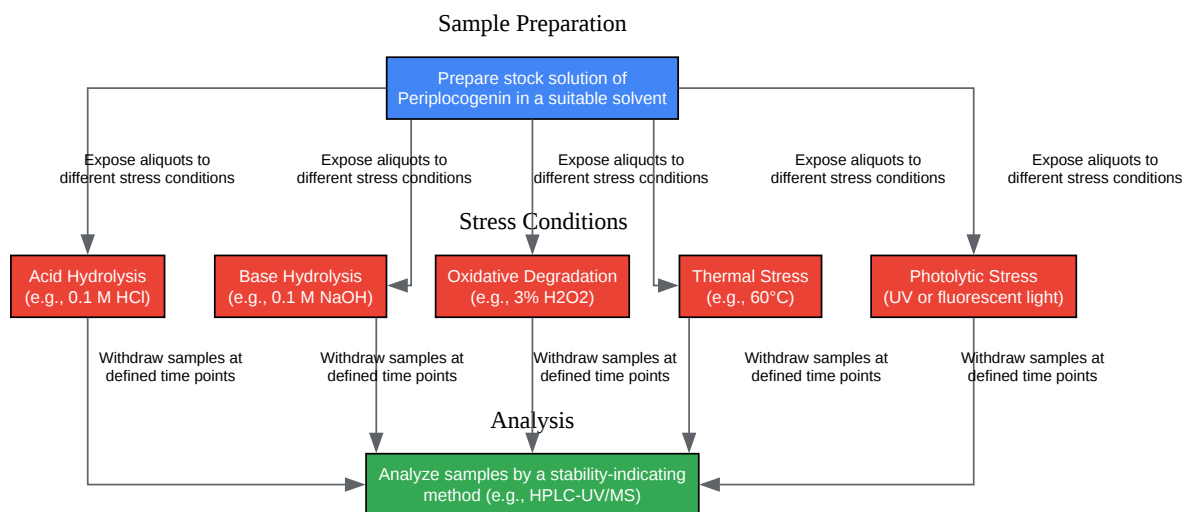 Sample Preparation
Prepare stock solution of
Periplocogenin in a suitable solvent
Expose aliquots to
different stress conditions
Expose aliquots to
different stress conditions
Expose aliquots to
different stress conditions
Expose aliquots to
different stress conditions
Expose aliquots to
different stress conditions
Stress Conditions
Acid Hydrolysis
(e.g., 0.1 M HCl)
Base Hydrolysis
(e.g., 0.1 M NaOH)
Oxidative Degradation
(e.g., 3% H2O2)
Thermal Stress
(e.g., 60°C)
Photolytic Stress
(UV or fluorescent light)
Withdraw samples at
defined time points
Withdraw samples at
defined time points
Withdraw samples at
defined time points
Withdraw samples at
defined time points
Withdraw samples at
defined time points
Analysis
Analyze samples by a stability-indicating
method (e.g., HPLC-UV/MS)